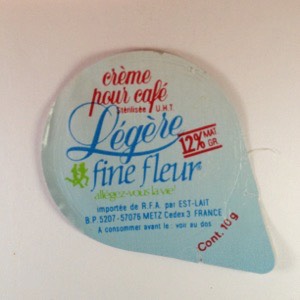 crème
pour café
Stérilisée U.H.T
Légère
12% MAT
GR.
fine fleur
allégez-vous la vie!
importée de R.F.A. par EST-LAIT
B.P. 5207-57076 METZ Cedex 3 FRANCE
A consommer avant le : voir au dos
Cont. 10 g